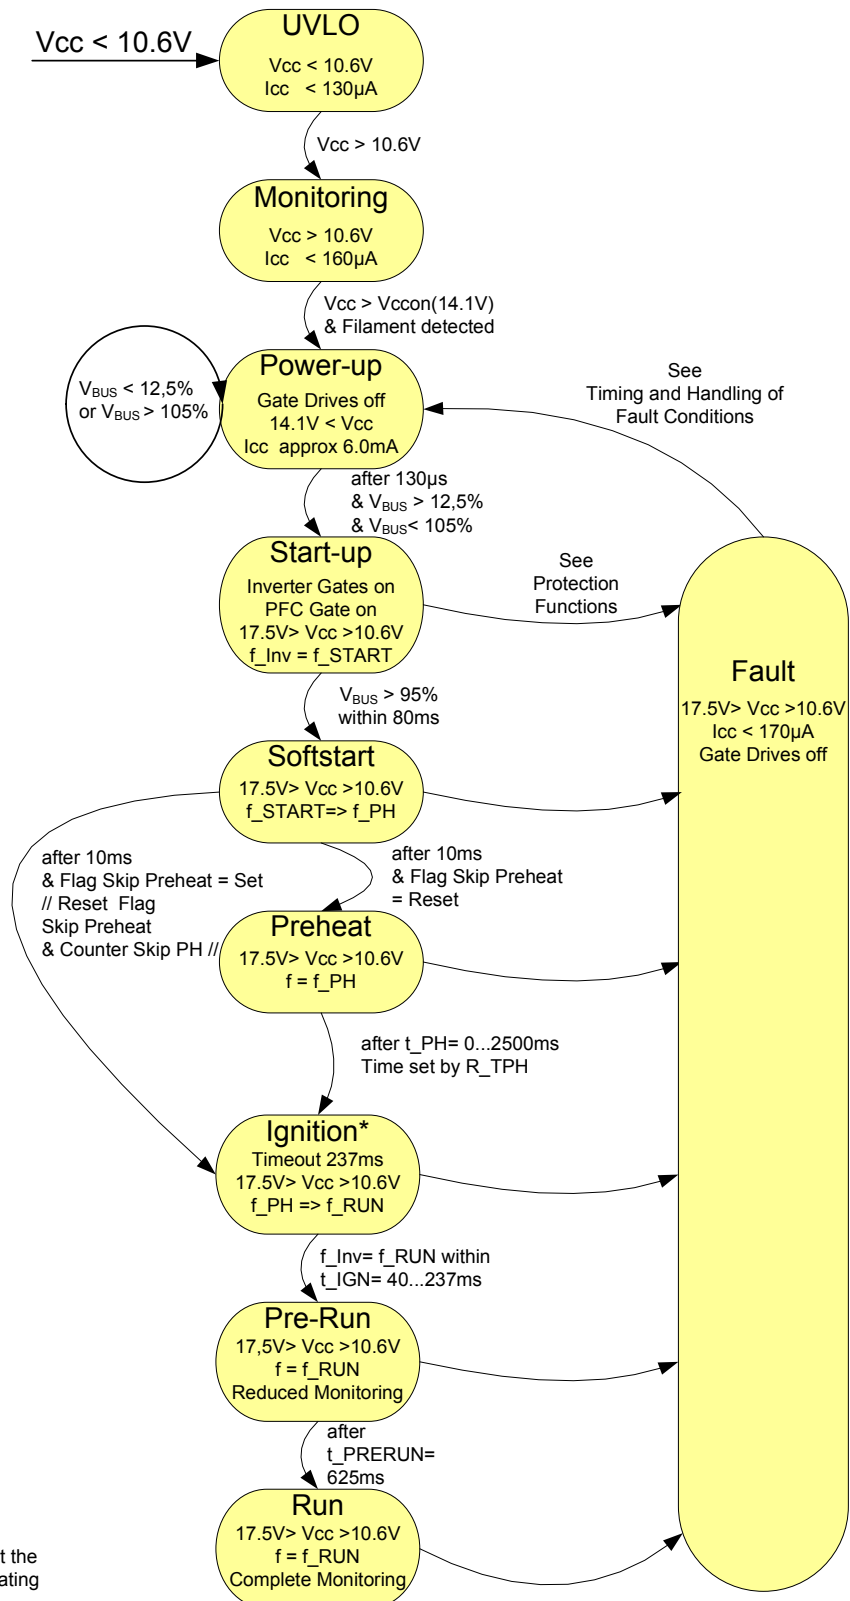 Vcc < 10.6V
UVLO
Vcc < 10.6V
Icc < 130µA
Vcc > 10.6V
Monitoring
Vcc > 10.6V
Icc < 160µA
Vcc > Vccon(14.1V)
& Filament detected
V_BUS < 12,5%
or V_BUS > 105%
Power-up
Gate Drives off
14.1V < Vcc
Icc approx 6.0mA
See
Timing and Handling of
Fault Conditions
after 130µs
& V_BUS > 12,5%
& V_BUS < 105%
Start-up
Inverter Gates on
PFC Gate on
17.5V> Vcc >10.6V
f_Inv = f_START
See
Protection
Functions
Fault
17.5V> Vcc >10.6V
Icc < 170µA
Gate Drives off
V_BUS > 95%
within 80ms
Softstart
17.5V> Vcc >10.6V
f_START=> f_PH
after 10ms
& Flag Skip Preheat = Set
// Reset Flag
Skip Preheat
& Counter Skip PH //
after 10ms
& Flag Skip Preheat
= Reset
Preheat
17.5V> Vcc >10.6V
f = f_PH
after t_PH= 0...2500ms
Time set by R_TPH
Ignition*
Timeout 237ms
17.5V> Vcc >10.6V
f_PH => f_RUN
f_Inv= f_RUN within
t_IGN= 40...237ms
Pre-Run
17,5V> Vcc >10.6V
f = f_RUN
Reduced Monitoring
after
t_PRERUN=
625ms
Run
17.5V> Vcc >10.6V
f = f_RUN
Complete Monitoring
t the
ating